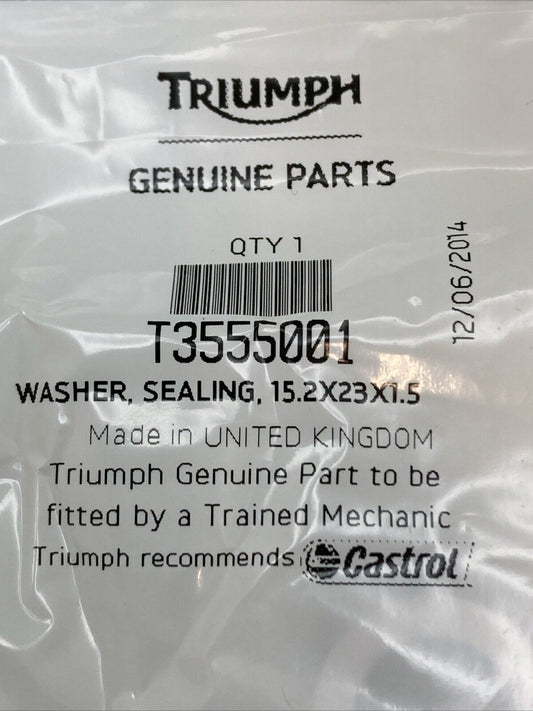 TRIUMPH
GENUINE PARTS
QTY 1
12/06/2014
T3555001
WASHER, SEALING, 15.2X23X1.5
Made in UNITED KINGDOM
Triumph Genuine Part to be
fitted by a Trained Mechanic
Triumph recommends Castrol